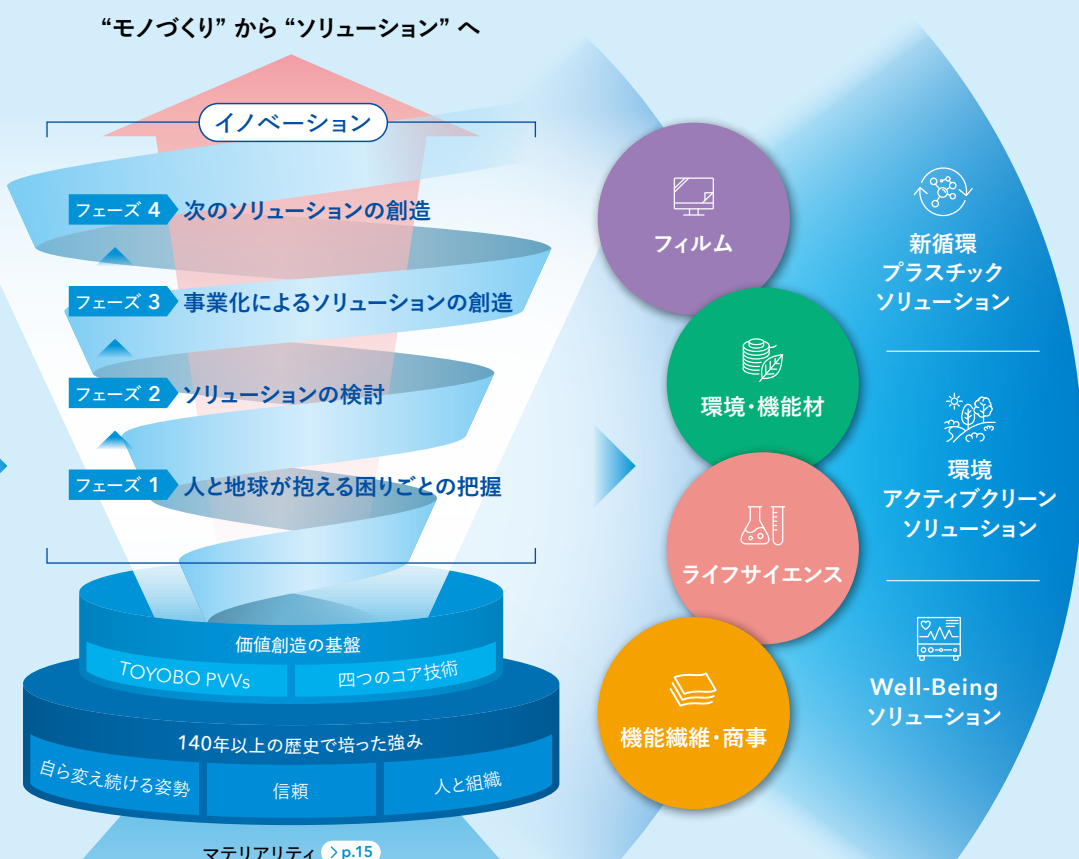 “モノづくり” から “ソリューション” へ
イノベーション
フェーズ 4 次のソリューションの創造
フェーズ 3 事業化によるソリューションの創造
フェーズ 2 ソリューションの検討
フェーズ 1 人と地球が抱える困りごとの把握
価値創造の基盤
TOYOBO PVVs 四つのコア技術
140年以上の歴史で培った強み
自ら変え続ける姿勢 信頼 人と組織
マテリアリティ >p.15
フィルム
環境・機能材
ライフサイエンス
機能繊維・商事
新循環
プラスチック
ソリューション
環境
アクティブクリーン
ソリューション
Well-Being
ソリューション